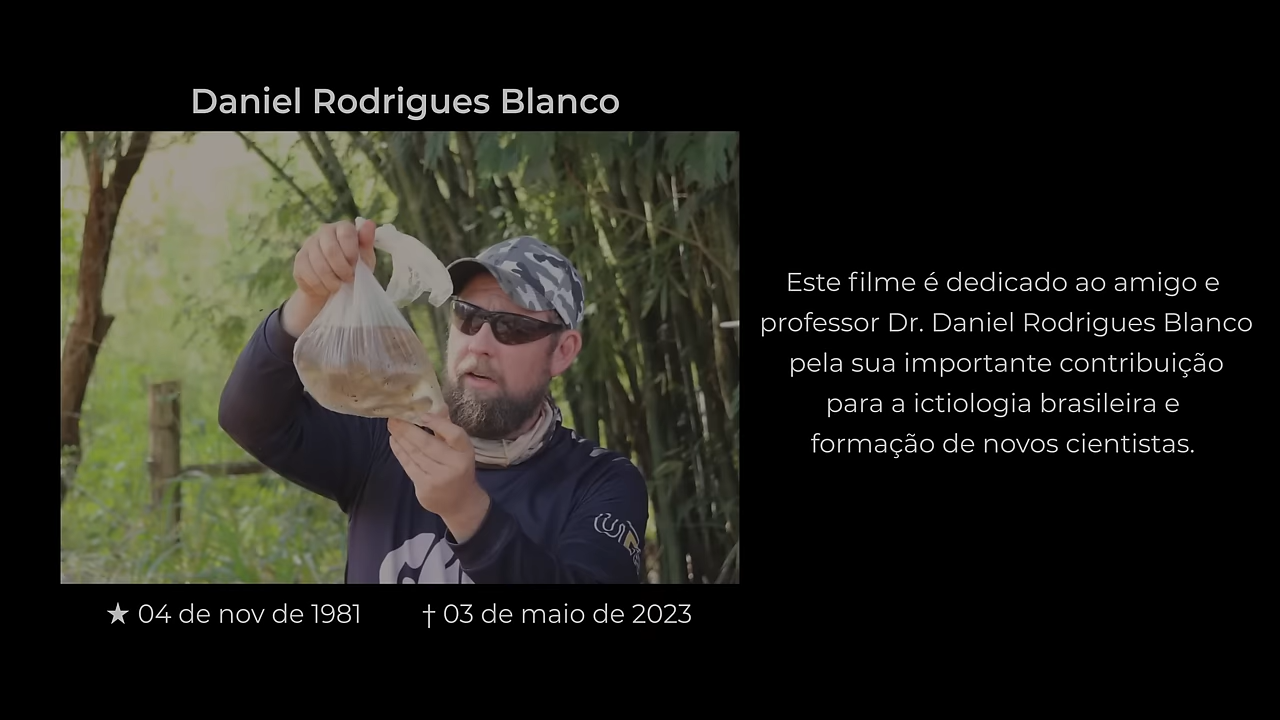 Daniel Rodrigues Blanco
★ 04 de nov de 1981 † 03 de maio de 2023
Este filme é dedicado ao amigo e
professor Dr. Daniel Rodrigues Blanco
pela sua importante contribuição
para a ictiologia brasileira e
formação de novos cientistas.